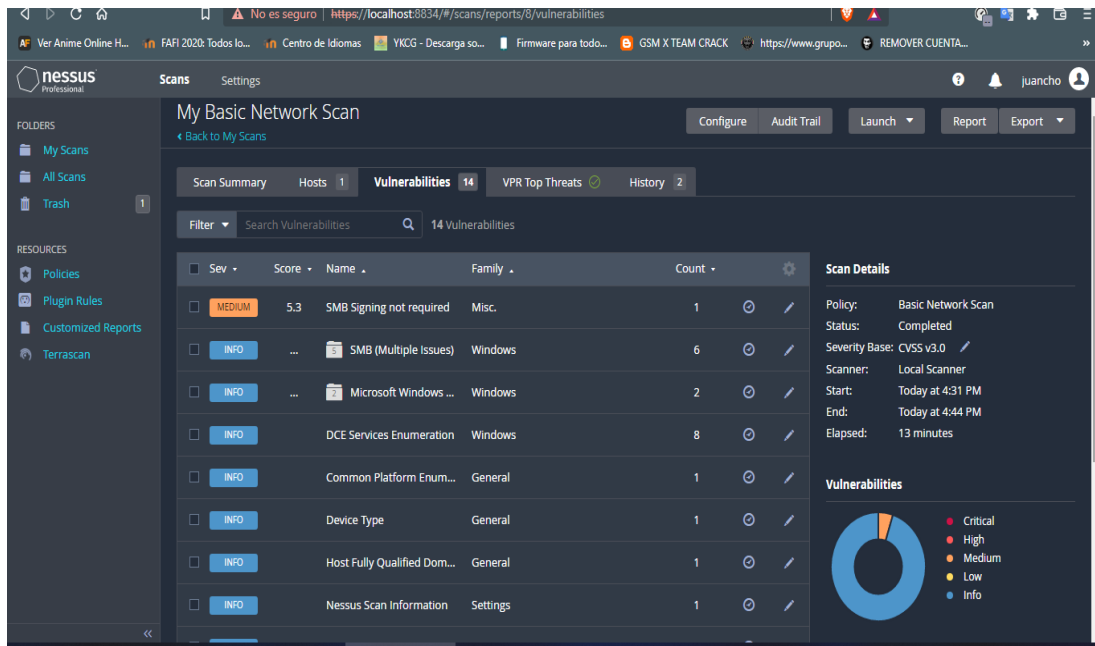 No es seguro | https://localhost:8834/#/scans/reports/8/vulnerabilities
AF Ver Anime Online H... FAFI 2020: Todos lo... Centro de Idiomas YKCG - Descarga so... Firmware para todo... GSM X TEAM CRACK https://www.grupo... REMOVER CUENTA... »
nessus Professional Scans Settings juancho
FOLDERS
My Scans
All Scans
Trash 1
RESOURCES
Policies
Plugin Rules
Customized Reports
Terrascan
«
My Basic Network Scan
Back to My Scans
Configure Audit Trail Launch Report Export
Scan Summary Hosts 1 Vulnerabilities 14 VPR Top Threats History 2
Filter Search Vulnerabilities 14 Vulnerabilities
Sev Score Name Family Count
MEDIUM 5.3 SMB Signing not required Misc. 1
INFO ... 5 SMB (Multiple Issues) Windows 6
INFO ... 2 Microsoft Windows ... Windows 2
INFO DCE Services Enumeration Windows 8
INFO Common Platform Enum... General 1
INFO Device Type General 1
INFO Host Fully Qualified Dom... General 1
INFO Nessus Scan Information Settings 1
Scan Details
Policy: Basic Network Scan
Status: Completed
Severity Base: CVSS v3.0
Scanner: Local Scanner
Start: Today at 4:31 PM
End: Today at 4:44 PM
Elapsed: 13 minutes
Vulnerabilities
Critical
High
Medium
Low
Info